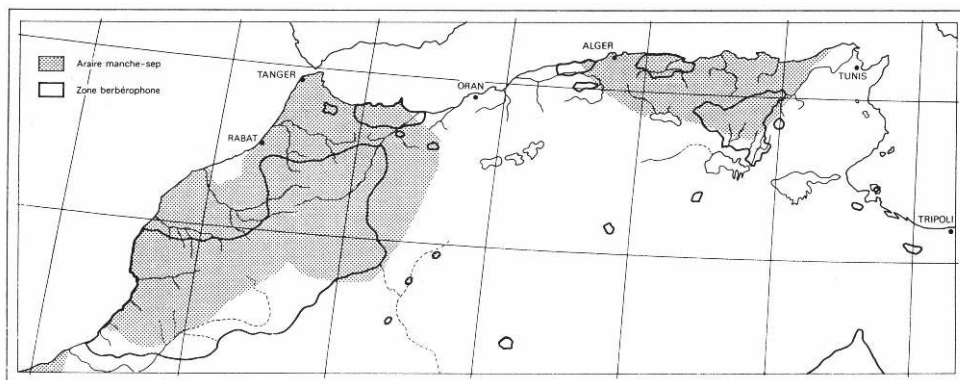 Araire manche-sep
Zone berbérophone
TANGER
RABAT
ORAN
ALGER
TUNIS
TRIPOLI